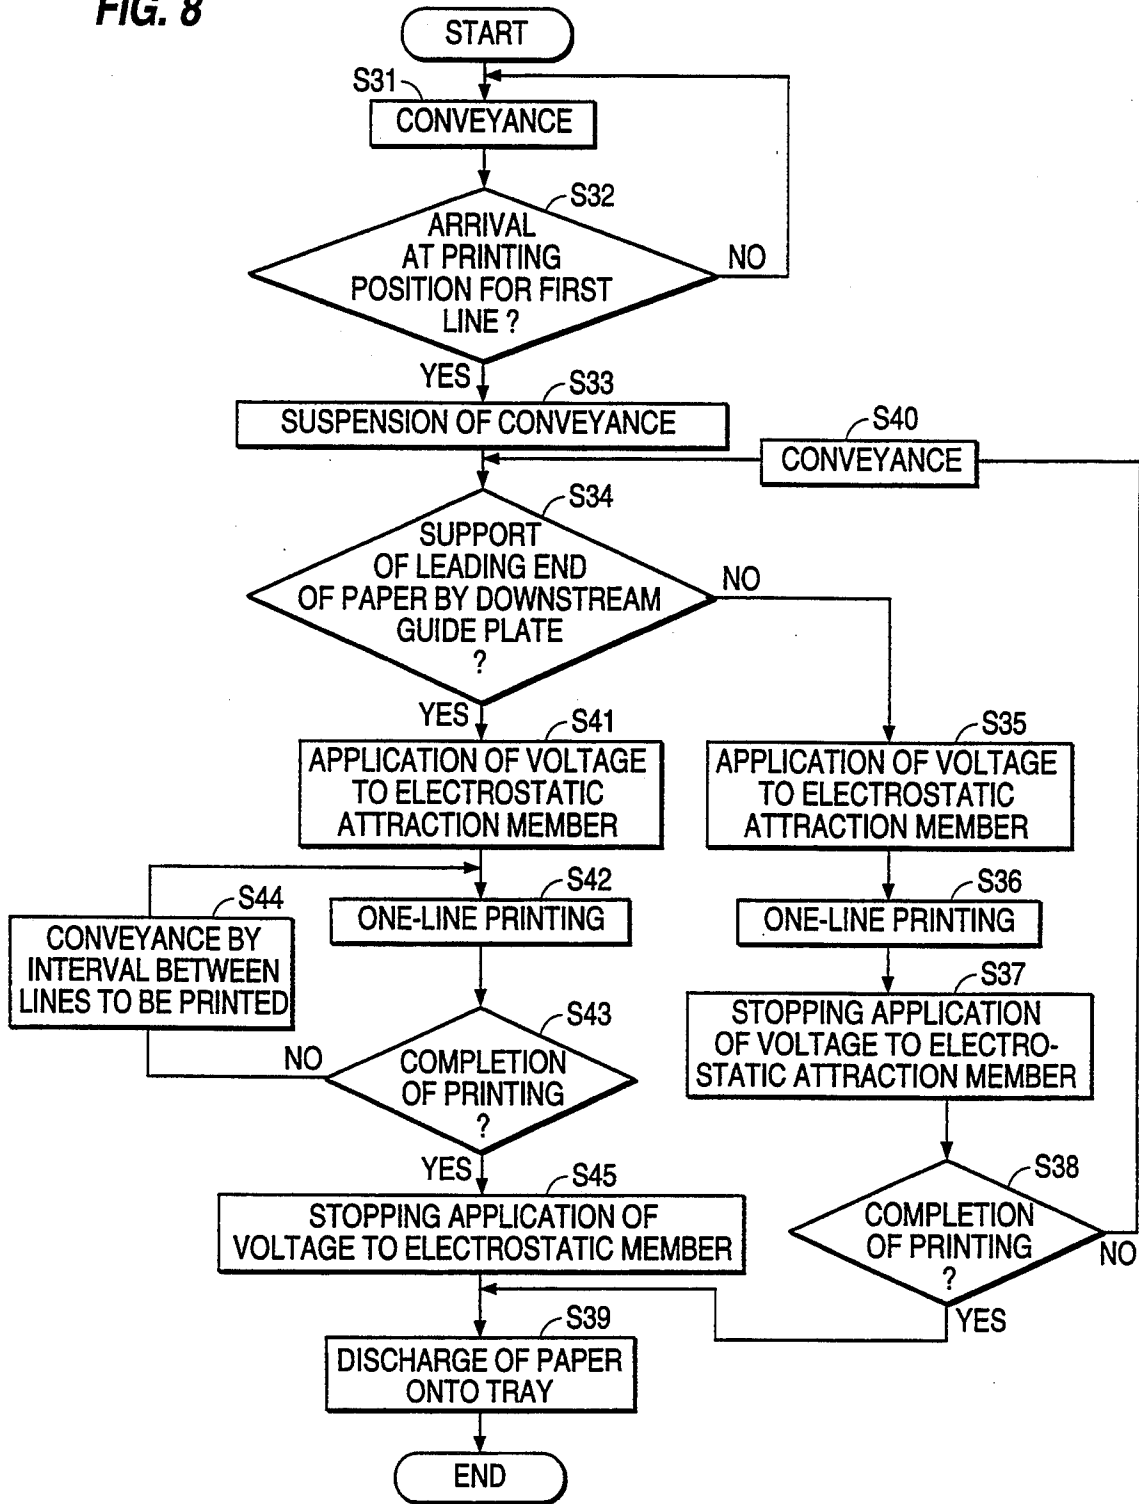 FIG. 8
START
S31
CONVEYANCE
S32
ARRIVAL
AT PRINTING
POSITION FOR FIRST
LINE ?
NO
YES
S33
SUSPENSION OF CONVEYANCE
S40
CONVEYANCE
S34
SUPPORT
OF LEADING END
OF PAPER BY DOWNSTREAM
GUIDE PLATE
?
NO
YES
S41
APPLICATION OF VOLTAGE
TO ELECTROSTATIC
ATTRACTION MEMBER
S35
APPLICATION OF VOLTAGE
TO ELECTROSTATIC
ATTRACTION MEMBER
S44
CONVEYANCE BY
INTERVAL BETWEEN
LINES TO BE PRINTED
S42
ONE-LINE PRINTING
S36
ONE-LINE PRINTING
S37
STOPPING APPLICATION
OF VOLTAGE TO ELECTRO-
STATIC ATTRACTION MEMBER
S43
COMPLETION
OF PRINTING
?
NO
YES
S38
COMPLETION
OF PRINTING
?
NO
YES
S45
STOPPING APPLICATION OF
VOLTAGE TO ELECTROSTATIC MEMBER
S39
DISCHARGE OF PAPER
ONTO TRAY
END